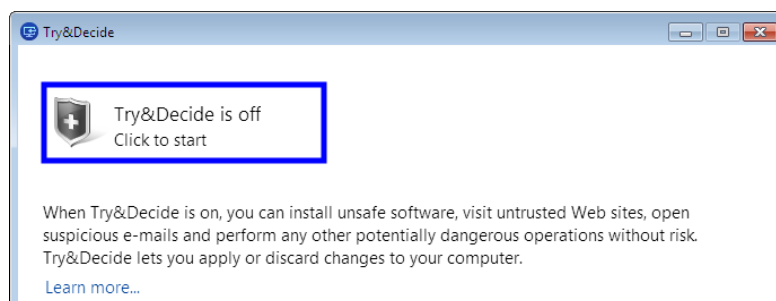 Try&Decide
Try&Decide is off
Click to start
When Try&Decide is on, you can install unsafe software, visit untrusted Web sites, open
suspicious e-mails and perform any other potentially dangerous operations without risk.
Try&Decide lets you apply or discard changes to your computer.
Learn more...